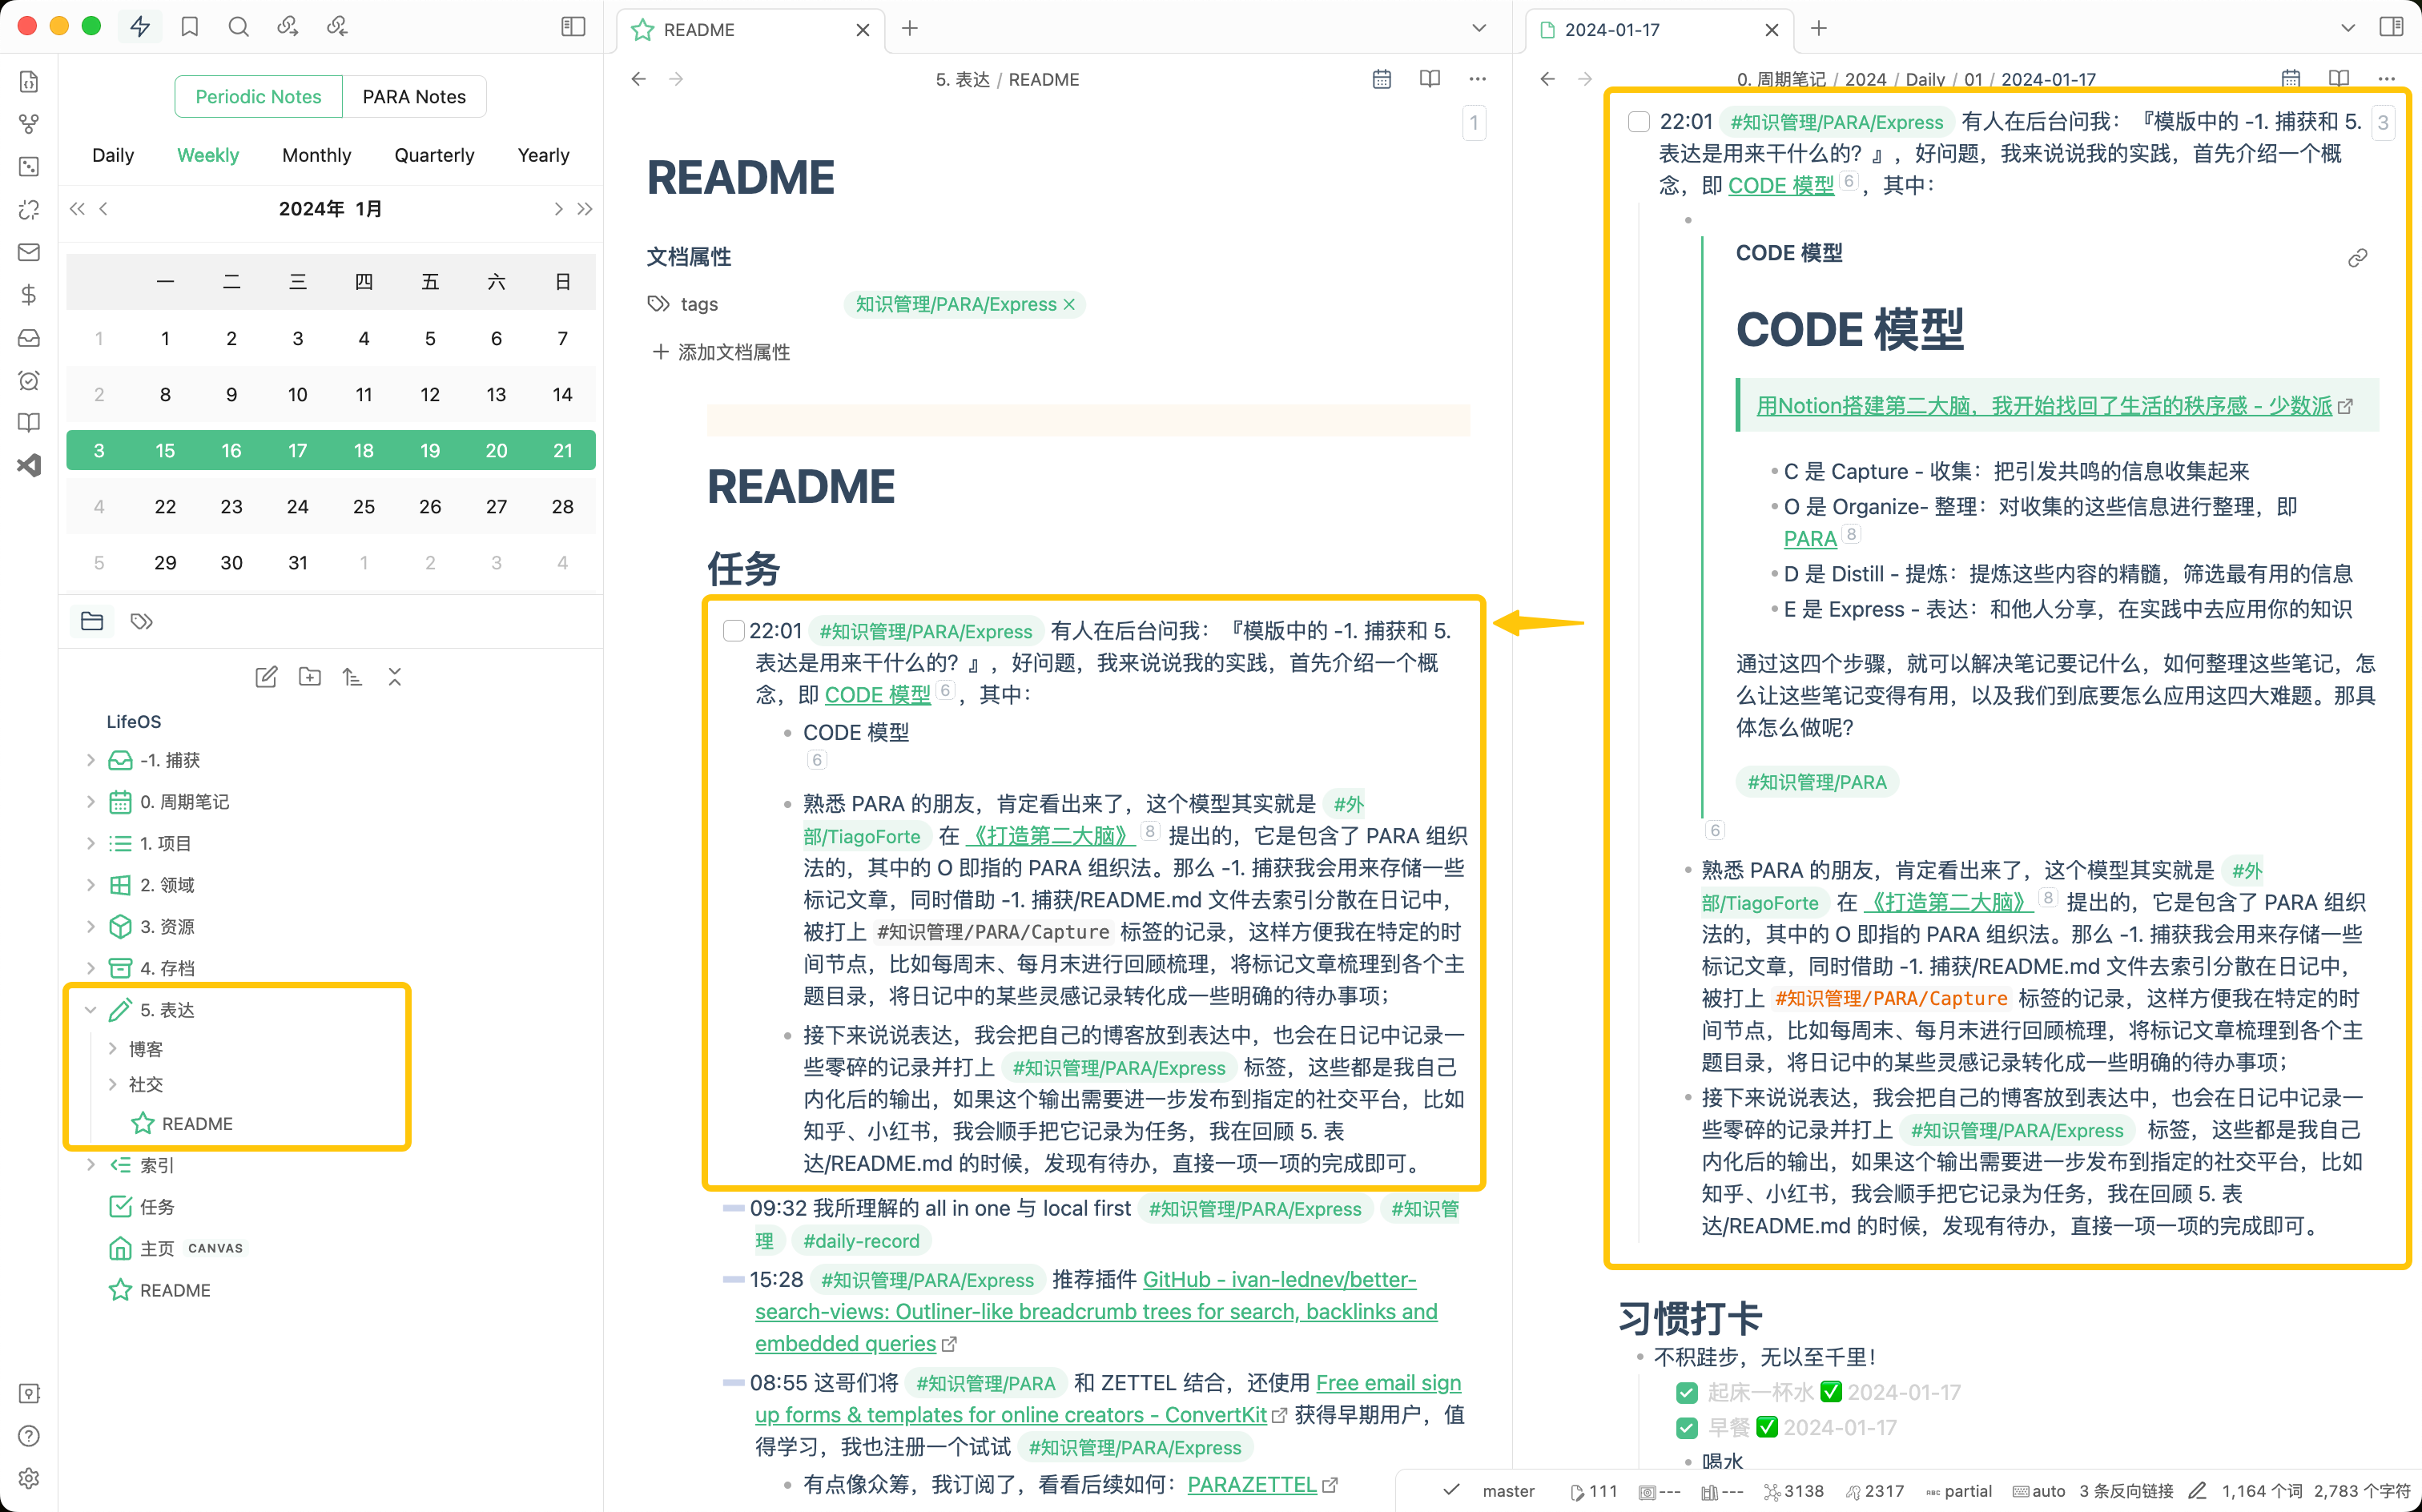 Periodic Notes PARA Notes
Daily Weekly Monthly Quarterly Yearly
2024年 1月
一 二 三 四 五 六 日
1 1 2 3 4 5 6 7
2 8 9 10 11 12 13 14
3 15 16 17 18 19 20 21
4 22 23 24 25 26 27 28
5 29 30 31 1 2 3 4
LifeOS
-1. 捕获
0. 周期笔记
1. 项目
2. 领域
3. 资源
4. 存档
5. 表达
博客
社交
README
索引
任务
主页 CANVAS
README
README
5. 表达 / README
1
README
文档属性
tags 知识管理/PARA/Express
添加文档属性
README
任务
22:01 #知识管理/PARA/Express 有人在后台问我：『模版中的 -1. 捕获和 5.
表达是用来干什么的？』，好问题，我来说说我的实践，首先介绍一个概
念，即 CODE 模型 6 ，其中：
CODE 模型
6
熟悉 PARA 的朋友，肯定看出来了，这个模型其实就是 #外
部/TiagoForte 在 《打造第二大脑》 8 提出的，它是包含了 PARA 组织
法的，其中的 O 即指的 PARA 组织法。那么 -1. 捕获我会用来存储一些
标记文章，同时借助 -1. 捕获/README.md 文件去索引分散在日记中，
被打上 #知识管理/PARA/Capture 标签的记录，这样方便我在特定的时
间节点，比如每周末、每月末进行回顾梳理，将标记文章梳理到各个主
题目录，将日记中的某些灵感记录转化成一些明确的待办事项；
接下来说说表达，我会把自己的博客放到表达中，也会在日记中记录一
些零碎的记录并打上 #知识管理/PARA/Express 标签，这些都是我自己
内化后的输出，如果这个输出需要进一步发布到指定的社交平台，比如
知乎、小红书，我会顺手把它记录为任务，我在回顾 5. 表
达/README.md 的时候，发现有待办，直接一项一项的完成即可。
09:32 我所理解的 all in one 与 local first #知识管理/PARA/Express #知识管
理 #daily-record
15:28 #知识管理/PARA/Express 推荐插件 GitHub - ivan-lednev/better-
search-views: Outliner-like breadcrumb trees for search, backlinks and
embedded queries
08:55 这哥们将 #知识管理/PARA 和 ZETTEL 结合，还使用 Free email sign
up forms & templates for online creators - ConvertKit 获得早期用户，值
得学习，我也注册一个试试 #知识管理/PARA/Express
有点像众筹，我订阅了，看看后续如何：PARAZETTEL
2024-01-17
0. 周期笔记 / 2024 / Daily / 01 / 2024-01-17
22:01 #知识管理/PARA/Express 有人在后台问我：『模版中的 -1. 捕获和 5. 3
表达是用来干什么的？』，好问题，我来说说我的实践，首先介绍一个概
念，即 CODE 模型 6 ，其中：
CODE 模型
CODE 模型
用Notion搭建第二大脑，我开始找回了生活的秩序感 - 少数派
C 是 Capture - 收集：把引发共鸣的信息收集起来
O 是 Organize- 整理：对收集的这些信息进行整理，即
PARA 8
D 是 Distill - 提炼：提炼这些内容的精髓，筛选最有用的信息
E 是 Express - 表达：和他人分享，在实践中去应用你的知识
通过这四个步骤，就可以解决笔记要记什么，如何整理这些笔记，怎
么让这些笔记变得有用，以及我们到底要怎么应用这四大难题。那具
体怎么做呢？
#知识管理/PARA
6
熟悉 PARA 的朋友，肯定看出来了，这个模型其实就是 #外
部/TiagoForte 在 《打造第二大脑》 8 提出的，它是包含了 PARA 组织
法的，其中的 O 即指的 PARA 组织法。那么 -1. 捕获我会用来存储一些
标记文章，同时借助 -1. 捕获/README.md 文件去索引分散在日记中，
被打上 #知识管理/PARA/Capture 标签的记录，这样方便我在特定的时
间节点，比如每周末、每月末进行回顾梳理，将标记文章梳理到各个主
题目录，将日记中的某些灵感记录转化成一些明确的待办事项；
接下来说说表达，我会把自己的博客放到表达中，也会在日记中记录一
些零碎的记录并打上 #知识管理/PARA/Express 标签，这些都是我自己
内化后的输出，如果这个输出需要进一步发布到指定的社交平台，比如
知乎、小红书，我会顺手把它记录为任务，我在回顾 5. 表
达/README.md 的时候，发现有待办，直接一项一项的完成即可。
习惯打卡
不积跬步，无以至千里！
起床一杯水 ✅ 2024-01-17
早餐 ✅ 2024-01-17
喝水
master 111 --- --- 3138 2317 partial auto 3 条反向链接 1,164 个词 2,783 个字符